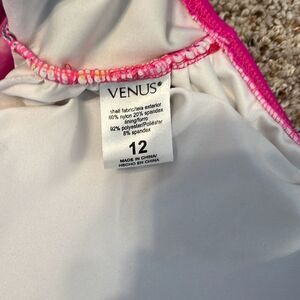 VENUS®
shell fabric/tela exterior
80% nylon 20% spandex
lining/forro
92% polyester/Poliéster
8% spandex
12
MADE IN CHINA/
HECHO EN CHINA